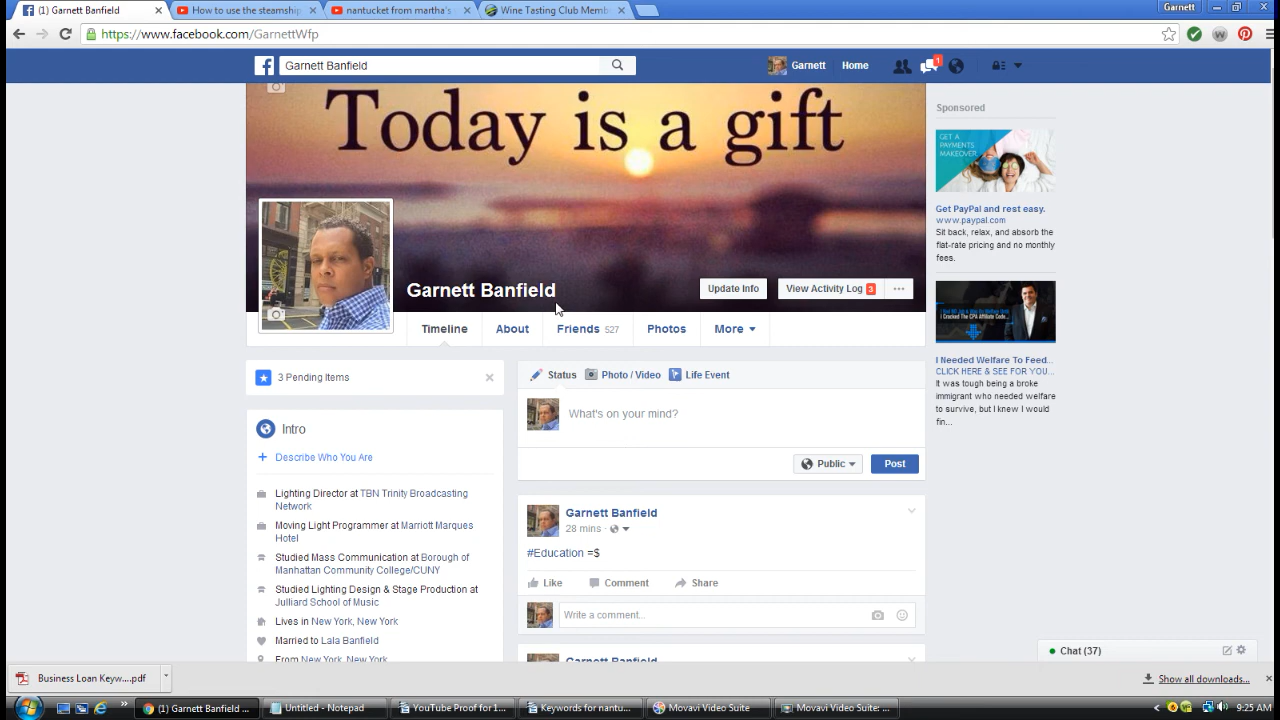 (1) Garnett Banfield
How to use the steamship
nantucket from martha's
Wine Tasting Club Memb
Garnett
https://www.facebook.com/GarnettWfp
Garnett Banfield
Garnett
Home
1
Today is a gift
Garnett Banfield
Update Info
View Activity Log 3
Timeline
About
Friends 527
Photos
More
Sponsored
GET A
PAYMENTS
MAKEOVER.
Get PayPal and rest easy.
www.paypal.com
Sit back, relax, and absorb the
flat-rate pricing and no monthly
fees.
I Needed Welfare To Feed...
CLICK HERE & SEE FOR YOU...
It was tough being a broke
immigrant who needed welfare
to survive, but I knew I would
fin...
3 Pending Items
Intro
Describe Who You Are
Lighting Director at TBN Trinity Broadcasting
Network
Moving Light Programmer at Marriott Marques
Hotel
Studied Mass Communication at Borough of
Manhattan Community College/CUNY
Studied Lighting Design & Stage Production at
Julliard School of Music
Lives in New York, New York
Married to Lala Banfield
From New York, New York
Status
Photo / Video
Life Event
What's on your mind?
Public
Post
Garnett Banfield
28 mins ·
#Education =$
Like
Comment
Share
Write a comment...
Garnett Banfield
Chat (37)
Business Loan Keyw....pdf
Show all downloads...
(1) Garnett Banfield ...
Untitled - Notepad
YouTube Proof for 1...
Keywords for nantu...
Movavi Video Suite
Movavi Video Suite: ...
9:25 AM